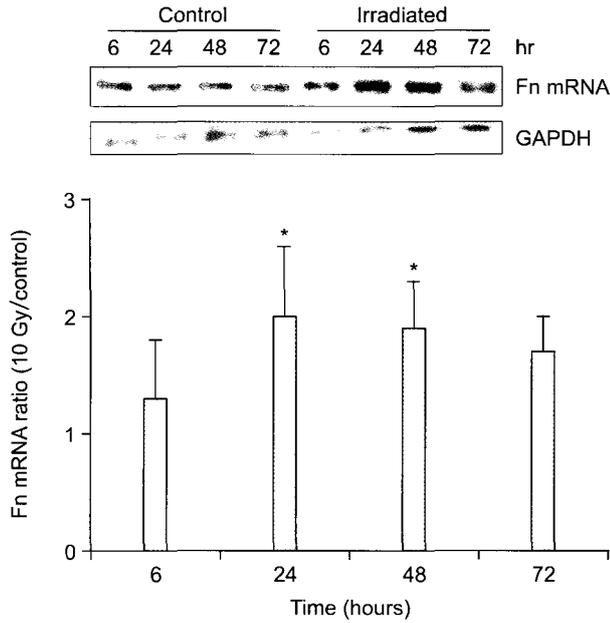 Control Irradiated
6 24 48 72 6 24 48 72 hr
Fn mRNA
GAPDH
Fn mRNA ratio (10 Gy/control)
3
2
1
0
*
*
6 24 48 72
Time (hours)